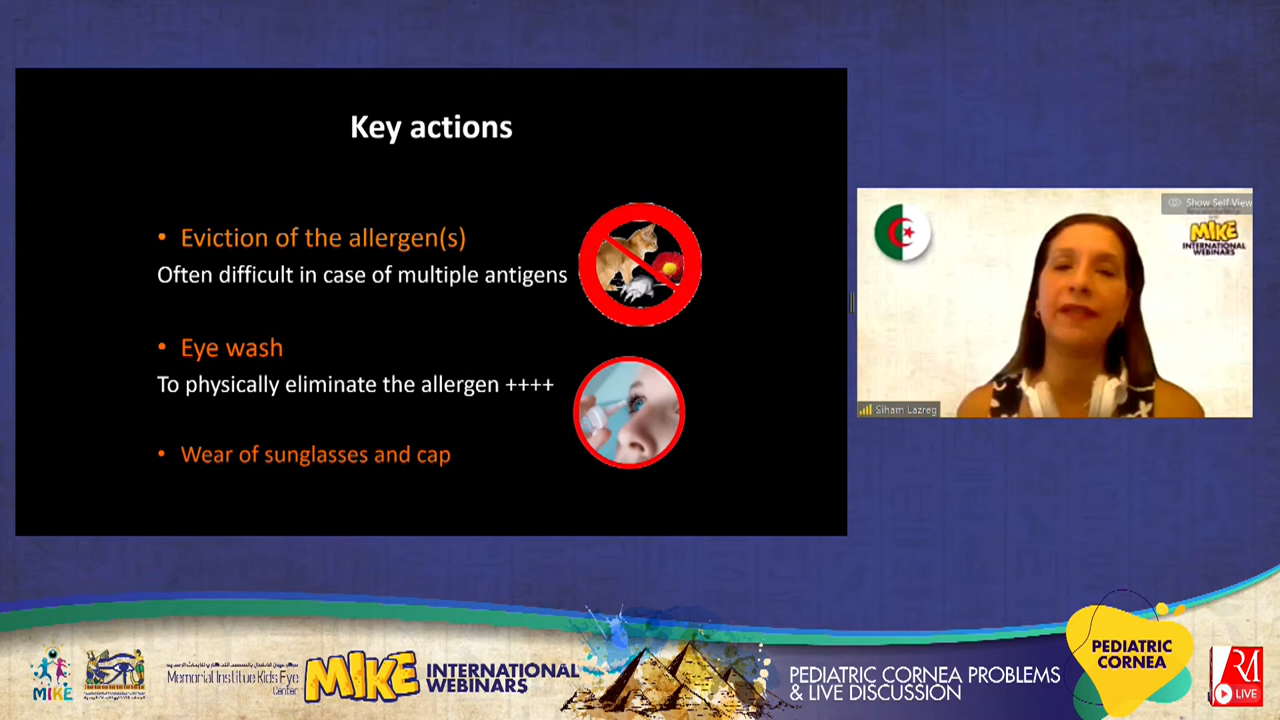 Key actions
• Eviction of the allergen(s)
Often difficult in case of multiple antigens
• Eye wash
To physically eliminate the allergen ++++
• Wear of sunglasses and cap
Show Self View
MIKE
INTERNATIONAL
WEBINARS
Siham Lazreg
MIKE
Memorial Institiue Kids Eye
Center
MIKE INTERNATIONAL
WEBINARS
PEDIATRIC CORNEA PROBLEMS
& LIVE DISCUSSION
PEDIATRIC
CORNEA
RM
LIVE